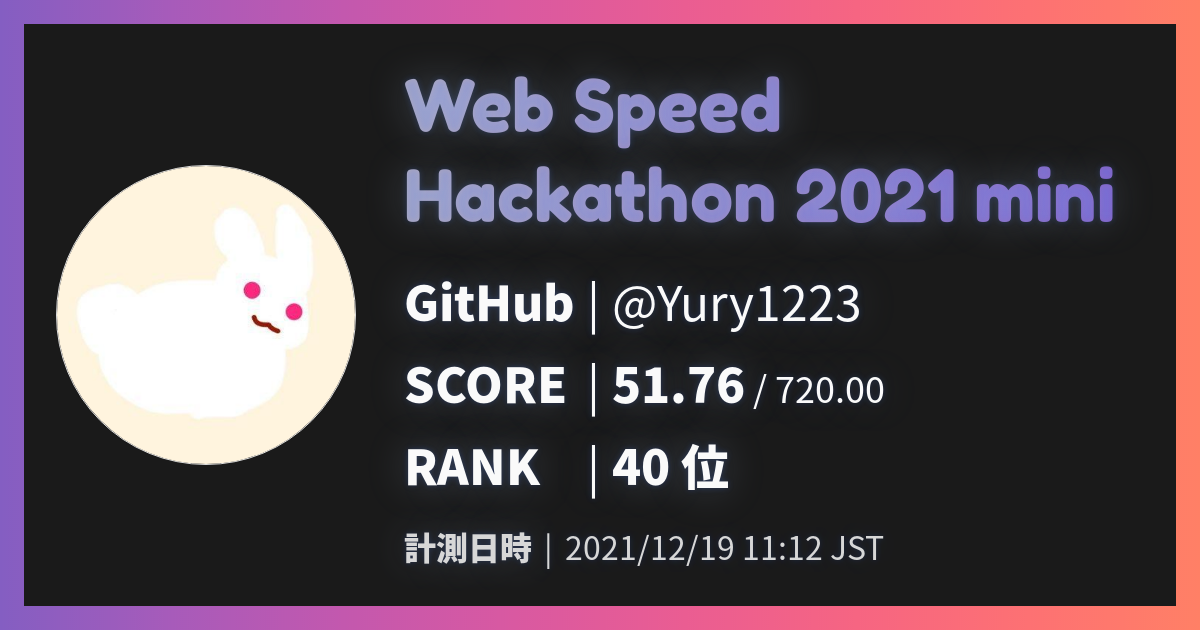 Web Speed
Hackathon 2021 mini
GitHub | @Yury1223
SCORE | 51.76 / 720.00
RANK | 40 位
計測日時 | 2021/12/19 11:12 JST